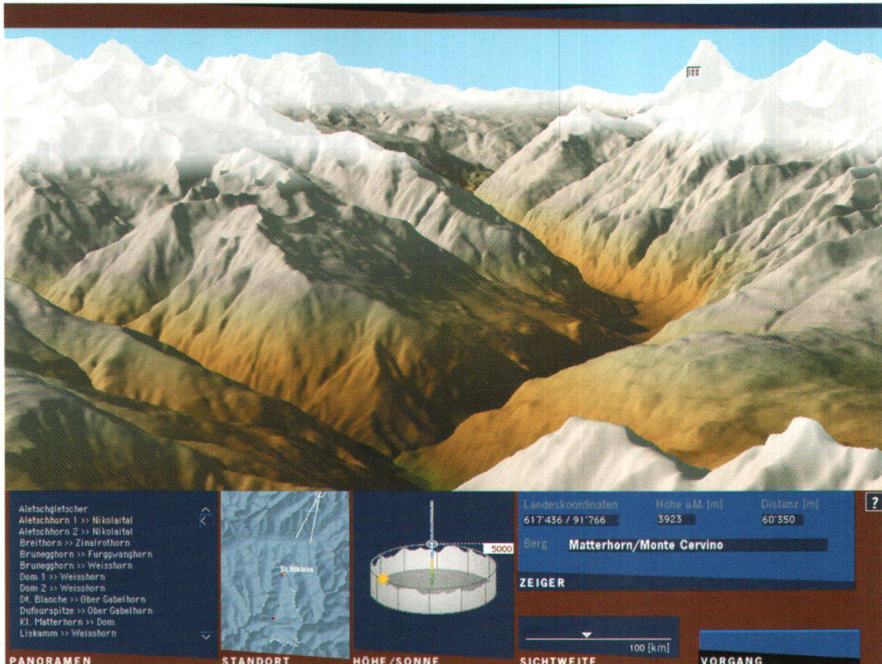 Aletschgletscher
Aletschhorn 1 >> Nikolaital
Aletschhorn 2 >> Nikolaital
Breithorn >> Zinalrothorn
Brunegghorn >> Furggwanghorn
Brunegghorn >> Weisshorn
Dom 1 >> Weisshorn
Dom 2 >> Weisshorn
Dt. Blanche >> Ober Gabelhorn
Dufourspitze >> Ober Gabelhorn
Kl. Matterhorn >> Dom
Liskamm >> Weisshorn
PANORAMEN
St.Niklaus
STANDORT
5000
HÖHE/SONNE
Landeskoordinaten Höhe ü.M. [m] Distanz [m]
617'436 / 91'766 3923 60'350
Berg Matterhorn/Monte Cervino
ZEIGER
?
100 [km]
SICHTWEITE
VORGANG